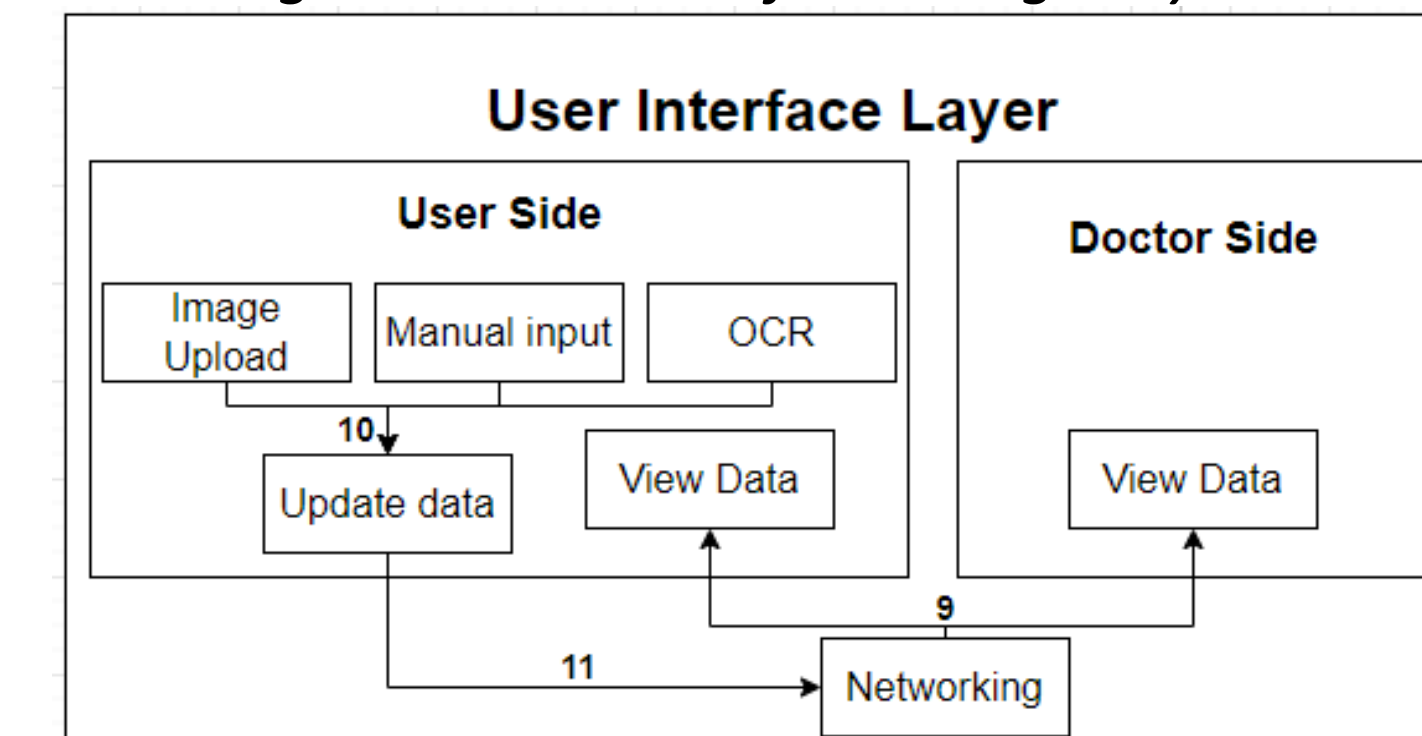 User Interface Layer
User Side
Doctor Side
Image
Upload
Manual input
OCR
10
Update data
View Data
View Data
9
11
Networking